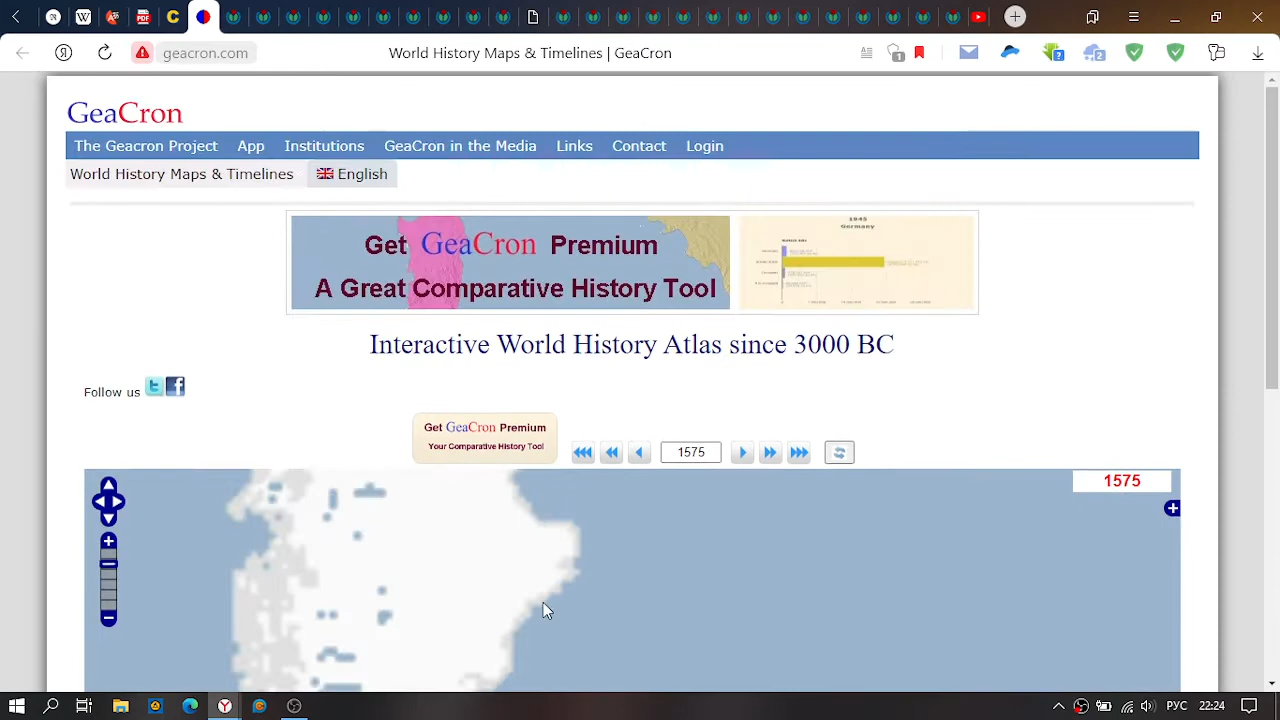 geacron.com
World History Maps & Timelines | GeaCron
1
2
GeaCron
The Geacron Project App Institutions GeaCron in the Media Links Contact Login
World History Maps & Timelines English
Get GeaCron Premium
A Great Comparative History Tool
1945
Germany
Interactive World History Atlas since 3000 BC
Follow us
Get GeaCron Premium
Your Comparative History Tool
1575
1575
РУС 22:24